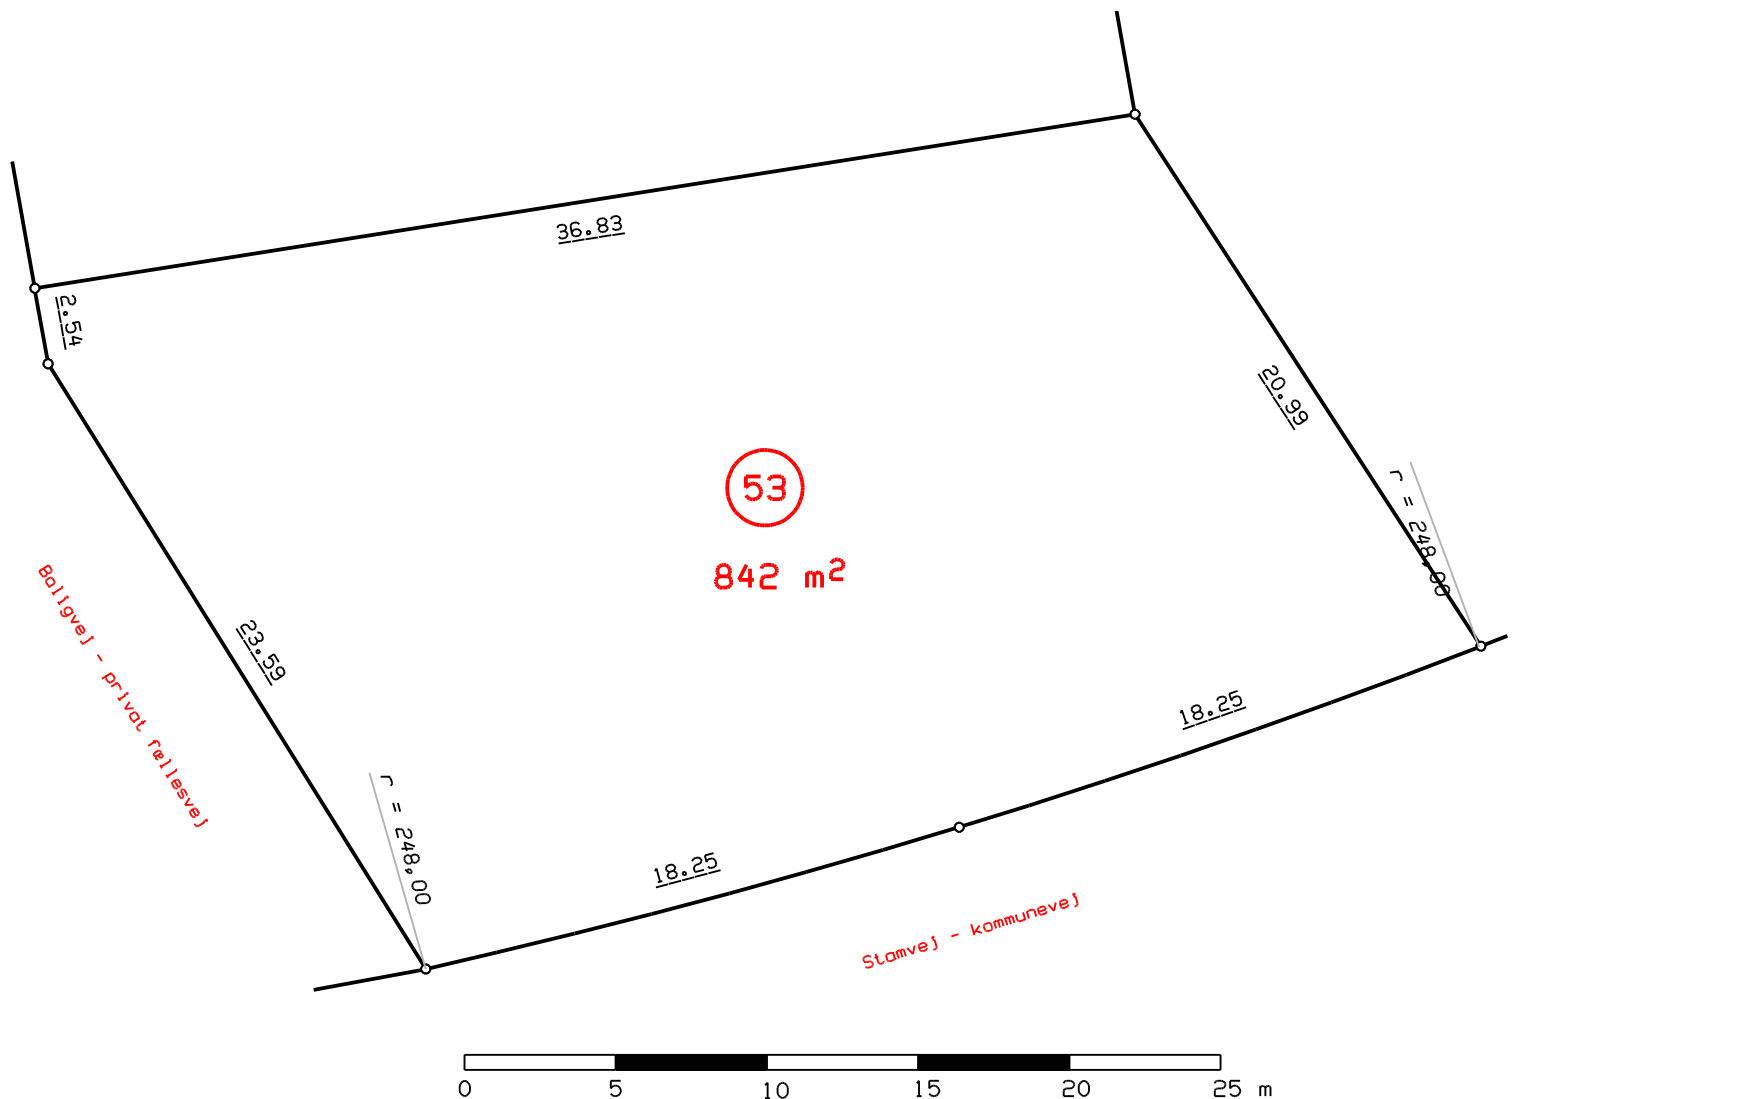 36.83
2.54
20.99
r = 248,00
53
842 m²
Boligvej - privat fællesvej
23.59
18.25
r = 248,00
18.25
Stamvej - kommunevej
0 5 10 15 20 25 m